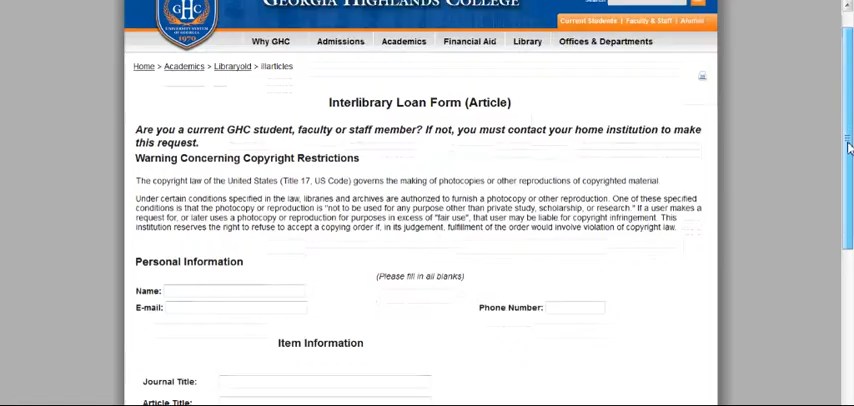 GEORGIA HIGHLANDS COLLEGE
GHC
UNIVERSITY SYSTEM
OF GEORGIA
1970
Current Students | Faculty & Staff | Alumni
Why GHC Admissions Academics Financial Aid Library Offices & Departments
Home > Academics > Libraryold > illarticles
Interlibrary Loan Form (Article)
Are you a current GHC student, faculty or staff member? If not, you must contact your home institution to make
this request.
Warning Concerning Copyright Restrictions
The copyright law of the United States (Title 17, US Code) governs the making of photocopies or other reproductions of copyrighted material.
Under certain conditions specified in the law, libraries and archives are authorized to furnish a photocopy or other reproduction. One of these specified
conditions is that the photocopy or reproduction is "not to be used for any purpose other than private study, scholarship, or research." If a user makes a
request for, or later uses a photocopy or reproduction for purposes in excess of "fair use", that user may be liable for copyright infringement. This
institution reserves the right to refuse to accept a copying order if, in its judgement, fulfillment of the order would involve violation of copyright law.
Personal Information
(Please fill in all blanks)
Name:
E-mail: Phone Number:
Item Information
Journal Title:
Article Title: